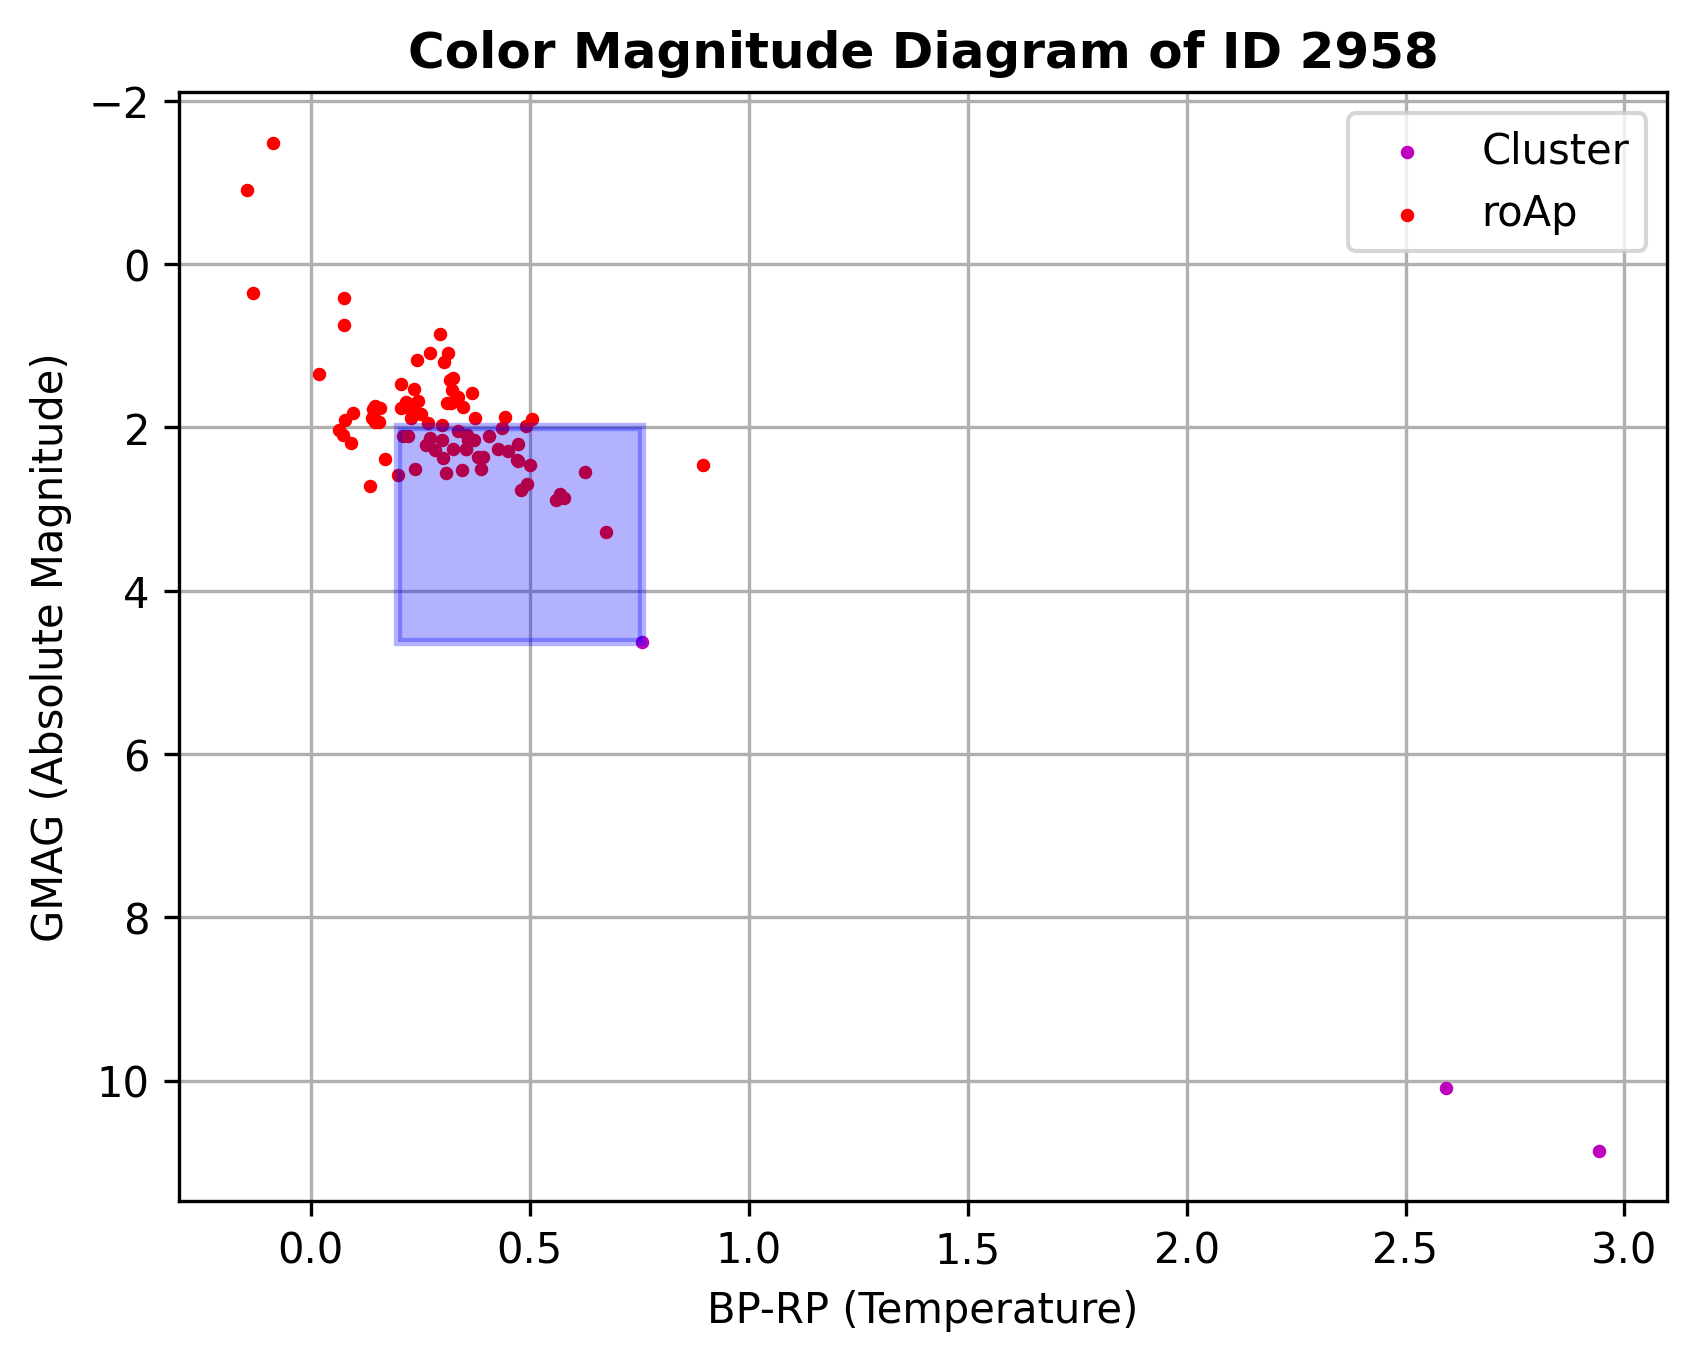 Color Magnitude Diagram of ID 2958
Cluster
roAp
GMAG (Absolute Magnitude)
−2
0
2
4
6
8
10
0.0 0.5 1.0 1.5 2.0 2.5 3.0
BP-RP (Temperature)